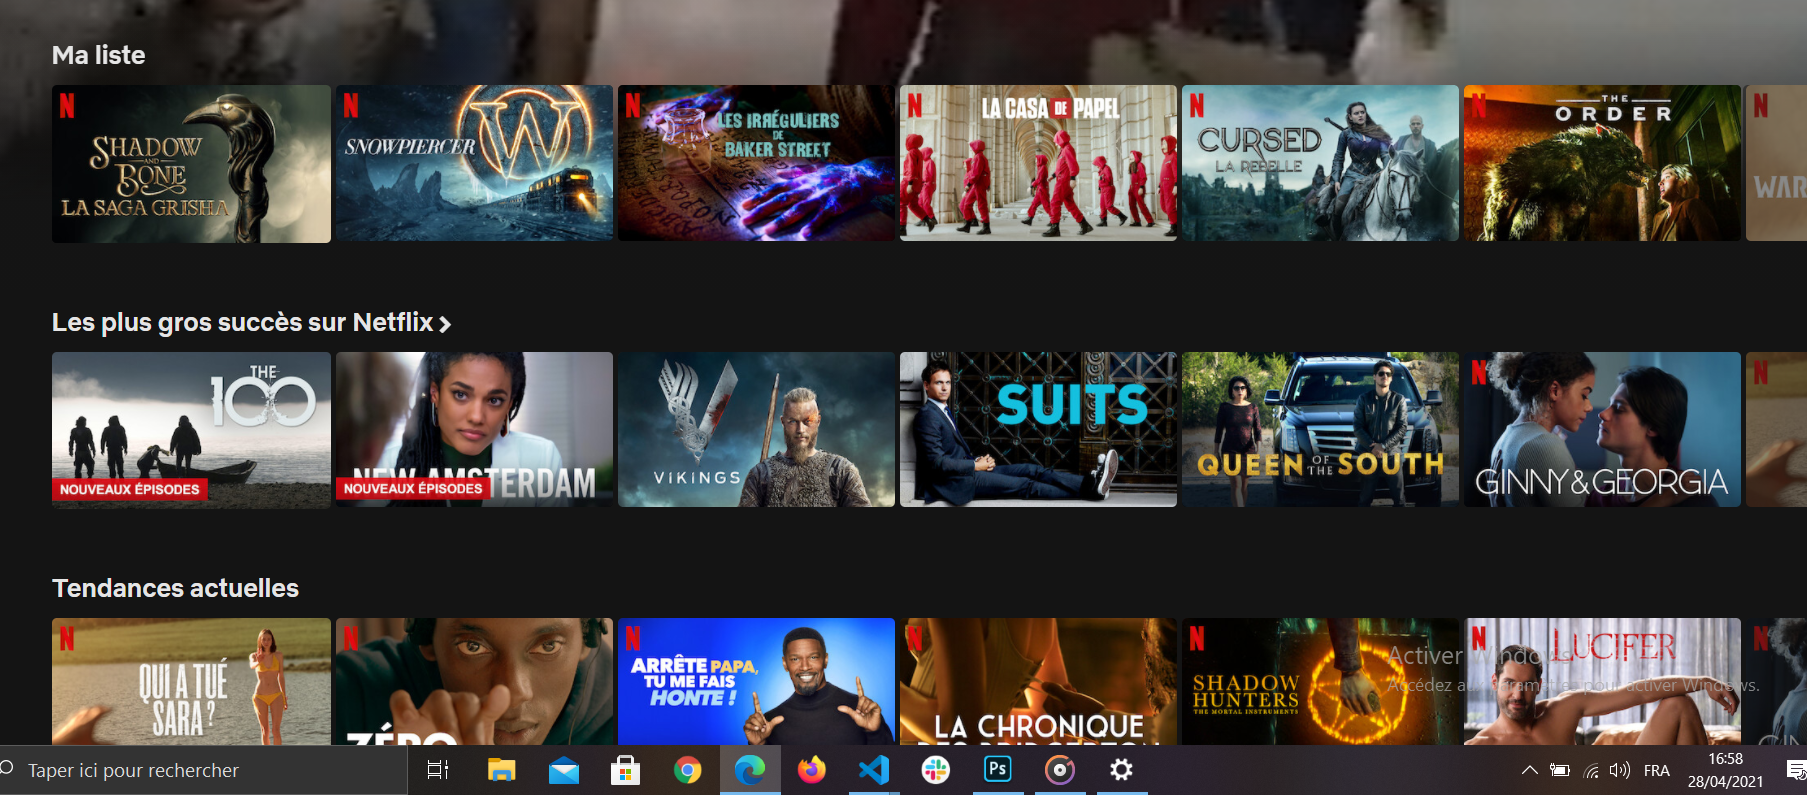 Ma liste
N
SHADOW
AND
BONE
LA SAGA GRISHA
N
SNOWPIERCER
W
N
LES IRRÉGULIERS
DE
BAKER STREET
N
LA CASA DE PAPEL
N
CURSED
LA REBELLE
N
THE
ORDER
N
WAR
Les plus gros succès sur Netflix
THE
100
NOUVEAUX ÉPISODES
NEW AMSTERDAM
NOUVEAUX ÉPISODES
VIKINGS
SUITS
QUEEN OF THE SOUTH
N
GINNY & GEORGIA
N
Tendances actuelles
N
QUI A TUÉ
SARA ?
N
ZÉRO
N
ARRÊTE PAPA,
TU ME FAIS
HONTE !
N
LA CHRONIQUE
DES BRIDGERTON
N
SHADOW
HUNTERS
THE MORTAL INSTRUMENTS
N
LUCIFER
N
GIN
Activer Windows
Accédez aux paramètres pour activer Windows.
Taper ici pour rechercher
Ps
FRA
16:58
28/04/2021